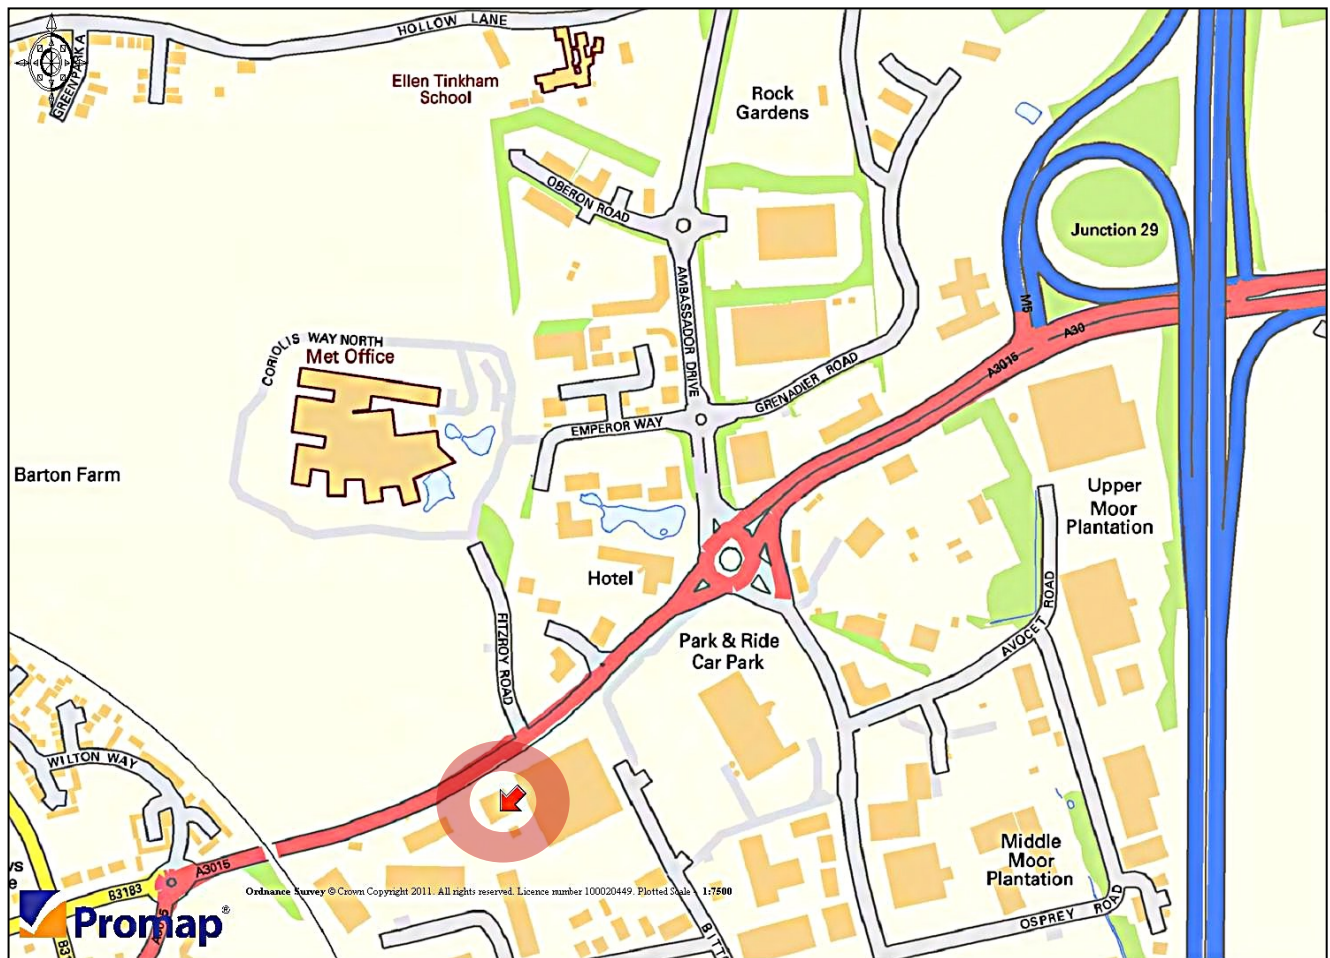 HOLLOW LANE
GREENPARK A
Ellen Tinkham
School
Rock
Gardens
OBERON ROAD
Junction 29
AMBASSADOR DRIVE
M5
A30
A3015
CORIOLIS WAY NORTH
Met Office
GRENADIER ROAD
EMPEROR WAY
Barton Farm
Upper
Moor
Plantation
Hotel
FITZROY ROAD
Park & Ride
Car Park
AVOCET ROAD
WILTON WAY
A3015
B3183
Middle
Moor
Plantation
Ordnance Survey © Crown Copyright 2011. All rights reserved. Licence number 100020449. Plotted Scale - 1:7500
Promap®
OSPREY ROAD